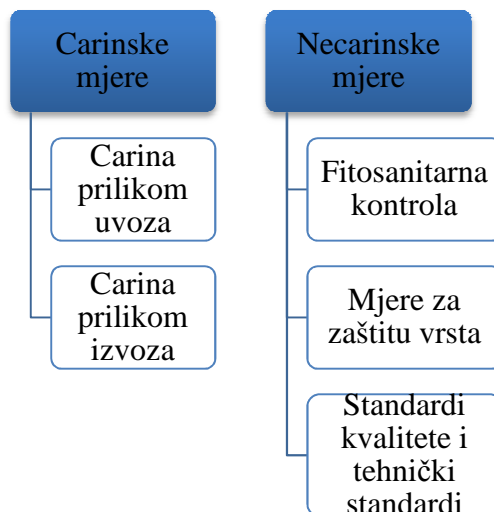 Carinske
mjere
Carina
prilikom
uvoza
Carina
prilikom
izvoza
Necarinske
mjere
Fitosanitarna
kontrola
Mjere za
zaštitu vrsta
Standardi
kvalitete i
tehnički
standardi